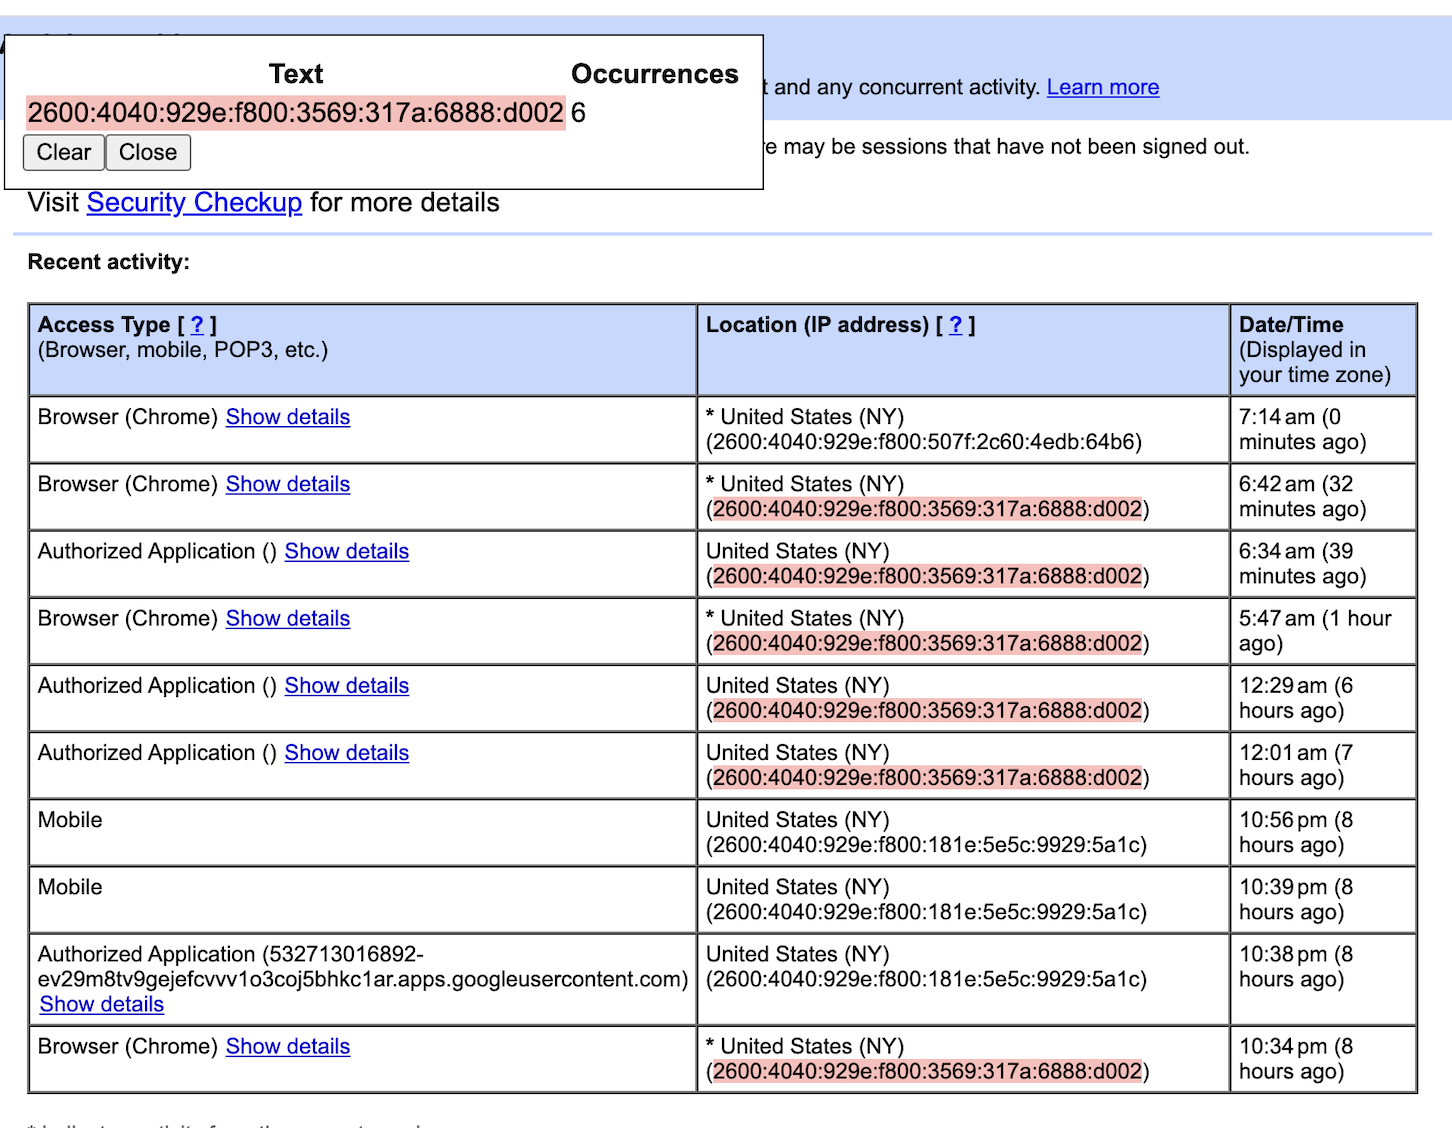 Text Occurrences
2600:4040:929e:f800:3569:317a:6888:d002 6
Clear Close
t and any concurrent activity. Learn more
e may be sessions that have not been signed out.
Visit Security Checkup for more details
Recent activity:
Access Type [ ? ]
(Browser, mobile, POP3, etc.)
Location (IP address) [ ? ]
Date/Time
(Displayed in
your time zone)
Browser (Chrome) Show details
* United States (NY)
(2600:4040:929e:f800:507f:2c60:4edb:64b6)
7:14 am (0
minutes ago)
Browser (Chrome) Show details
* United States (NY)
(2600:4040:929e:f800:3569:317a:6888:d002)
6:42 am (32
minutes ago)
Authorized Application () Show details
United States (NY)
(2600:4040:929e:f800:3569:317a:6888:d002)
6:34 am (39
minutes ago)
Browser (Chrome) Show details
* United States (NY)
(2600:4040:929e:f800:3569:317a:6888:d002)
5:47 am (1 hour
ago)
Authorized Application () Show details
United States (NY)
(2600:4040:929e:f800:3569:317a:6888:d002)
12:29 am (6
hours ago)
Authorized Application () Show details
United States (NY)
(2600:4040:929e:f800:3569:317a:6888:d002)
12:01 am (7
hours ago)
Mobile
United States (NY)
(2600:4040:929e:f800:181e:5e5c:9929:5a1c)
10:56 pm (8
hours ago)
Mobile
United States (NY)
(2600:4040:929e:f800:181e:5e5c:9929:5a1c)
10:39 pm (8
hours ago)
Authorized Application (532713016892-
ev29m8tv9gejefcvvv1o3coj5bhkc1ar.apps.googleusercontent.com)
Show details
United States (NY)
(2600:4040:929e:f800:181e:5e5c:9929:5a1c)
10:38 pm (8
hours ago)
Browser (Chrome) Show details
* United States (NY)
(2600:4040:929e:f800:3569:317a:6888:d002)
10:34 pm (8
hours ago)